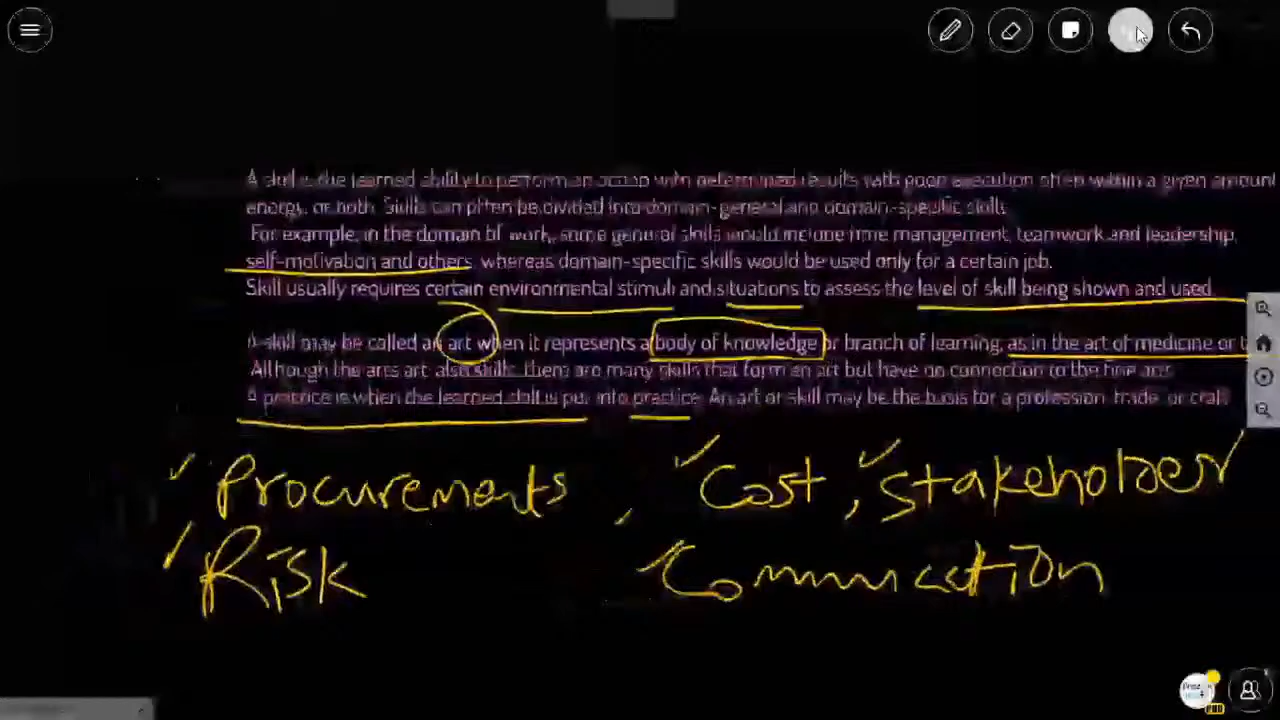 A skill is the learned ability to perform an action with determined results with good execution often within a given amount
energy, or both. Skills can often be divided into domain-general and domain-specific skills
For example, in the domain of work, some general skills would include time management, teamwork and leadership,
self-motivation and others, whereas domain-specific skills would be used only for a certain job.
Skill usually requires certain environmental stimuli and situations to assess the level of skill being shown and used.
A skill may be called an art when it represents a body of knowledge or branch of learning, as in the art of medicine or
Although the arts are also skills, there are many skills that form an art but have no connection to the fine arts
A practice is when the learned skill is put into practice. An art or skill may be the basis for a profession, trade, or craft
Procurements, Cost, Stakeholder
Risk Communication